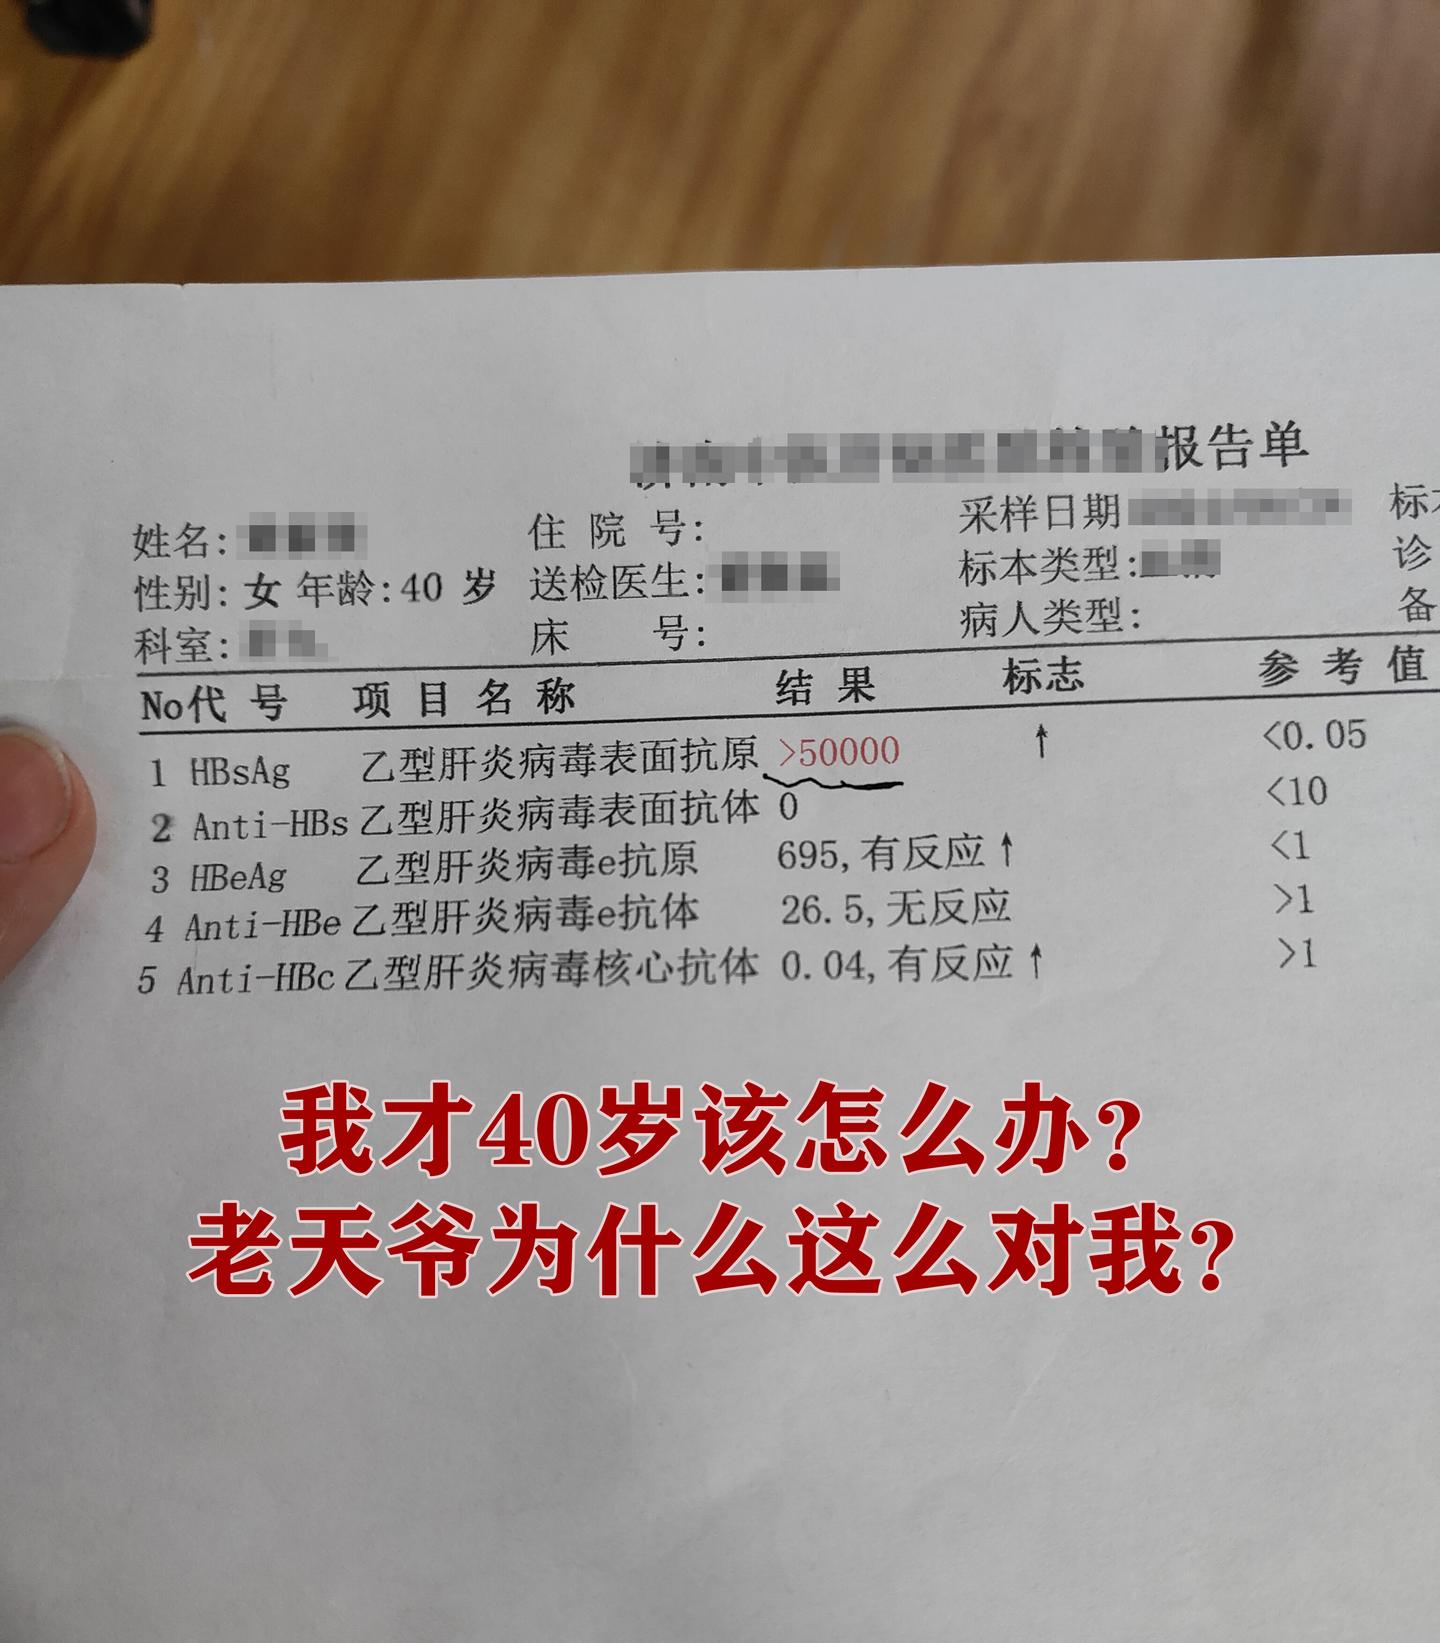 报告单
姓名: 住 院 号: 采样日期 标本
性别: 女 年龄:40 岁 送检医生: 标本类型: 诊
科室: 床 号: 病人类型: 备
No代 号 项 目 名 称 结 果 标志 参 考 值
1 HBsAg 乙型肝炎病毒表面抗原 >50000 ↑ <0.05
2 Anti-HBs 乙型肝炎病毒表面抗体 0 <10
3 HBeAg 乙型肝炎病毒e抗原 695,有反应↑ <1
4 Anti-HBe 乙型肝炎病毒e抗体 26.5,无反应 >1
5 Anti-HBc 乙型肝炎病毒核心抗体 0.04,有反应↑ >1
我才40岁该怎么办?
老天爷为什么这么对我?